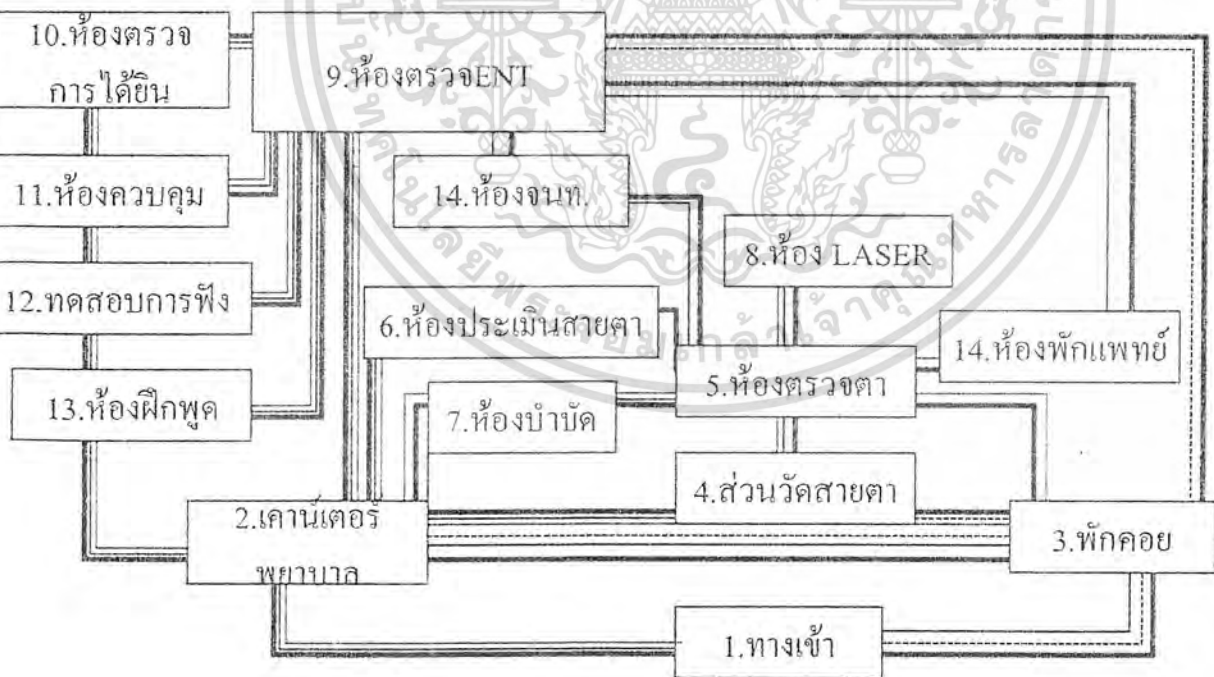 10.ห้องตรวจ
การได้ยิน
9.ห้องตรวจENT
11.ห้องควบคุม
14.ห้องจนท.
8.ห้อง LASER
12.ทดสอบการฟัง
6.ห้องประเมินสายตา
14.ห้องพักแพทย์
5.ห้องตรวจตา
13.ห้องฝึกพูด
7.ห้องบำบัด
4.ส่วนวัดสายตา
2.เคาน์เตอร์
พยาบาล
3.พักคอย
1.ทางเข้า